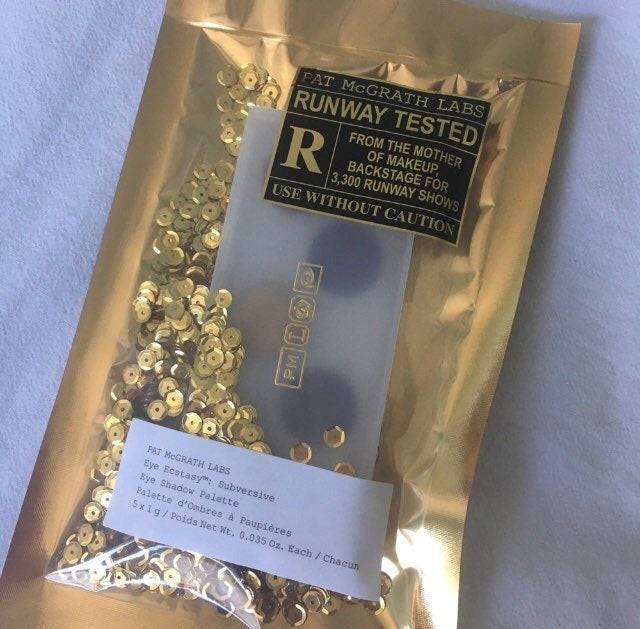 PAT McGRATH LABS
RUNWAY TESTED
R
FROM THE MOTHER
OF MAKEUP,
BACKSTAGE FOR
3,300 RUNWAY SHOWS
USE WITHOUT CAUTION
PM
L
PAT McGRATH LABS
Eye Ecstasy™: Subversive
Eye Shadow Palette
Palette d'Ombres à Paupières
5 x 1 g / Poids Net Wt. 0.035 Oz. Each / Chacun